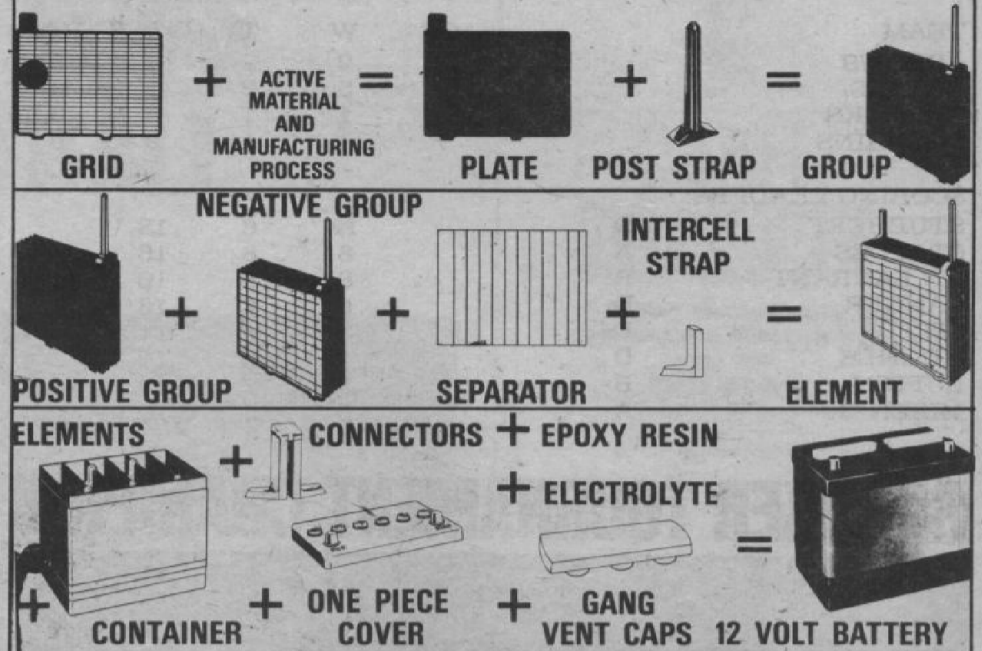 GRID
+
ACTIVE
MATERIAL
AND
MANUFACTURING
PROCESS
=
PLATE
+
POST STRAP
=
GROUP
POSITIVE GROUP
+
NEGATIVE GROUP
+
SEPARATOR
+
INTERCELL
STRAP
=
ELEMENT
ELEMENTS
+ CONNECTORS + EPOXY RESIN
+ ELECTROLYTE
+ CONTAINER
+ ONE PIECE
COVER
+ GANG
VENT CAPS
=
12 VOLT BATTERY